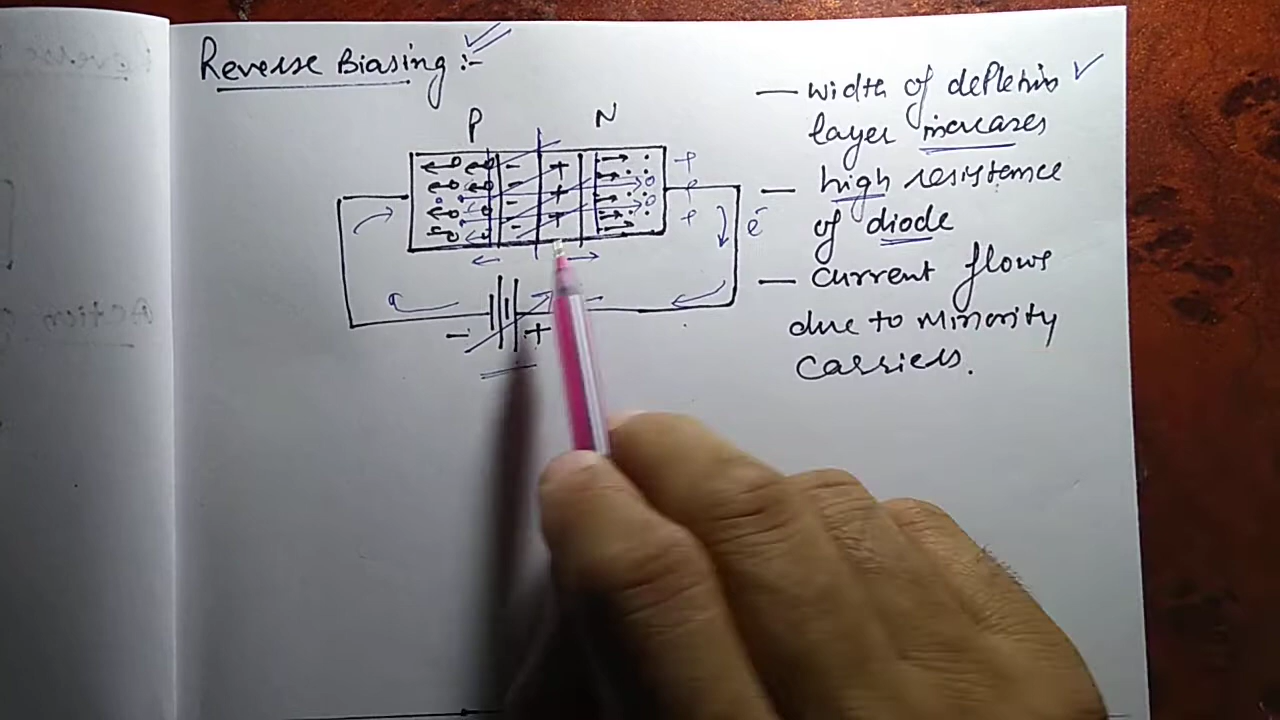 Reverse Biasing :-
P N
- +
e-
— width of depletion
layer increases
— high resistance
of diode
— Current flows
due to Minority
Carriers.